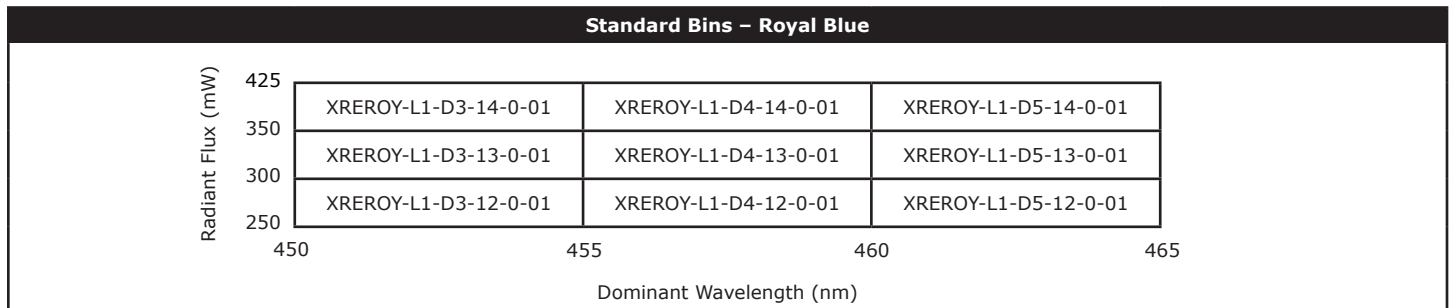 Standard Bins – Royal Blue
Radiant Flux (mW)
425
XREROY-L1-D3-14-0-01 XREROY-L1-D4-14-0-01 XREROY-L1-D5-14-0-01
350
XREROY-L1-D3-13-0-01 XREROY-L1-D4-13-0-01 XREROY-L1-D5-13-0-01
300
XREROY-L1-D3-12-0-01 XREROY-L1-D4-12-0-01 XREROY-L1-D5-12-0-01
250
450 455 460 465
Dominant Wavelength (nm)